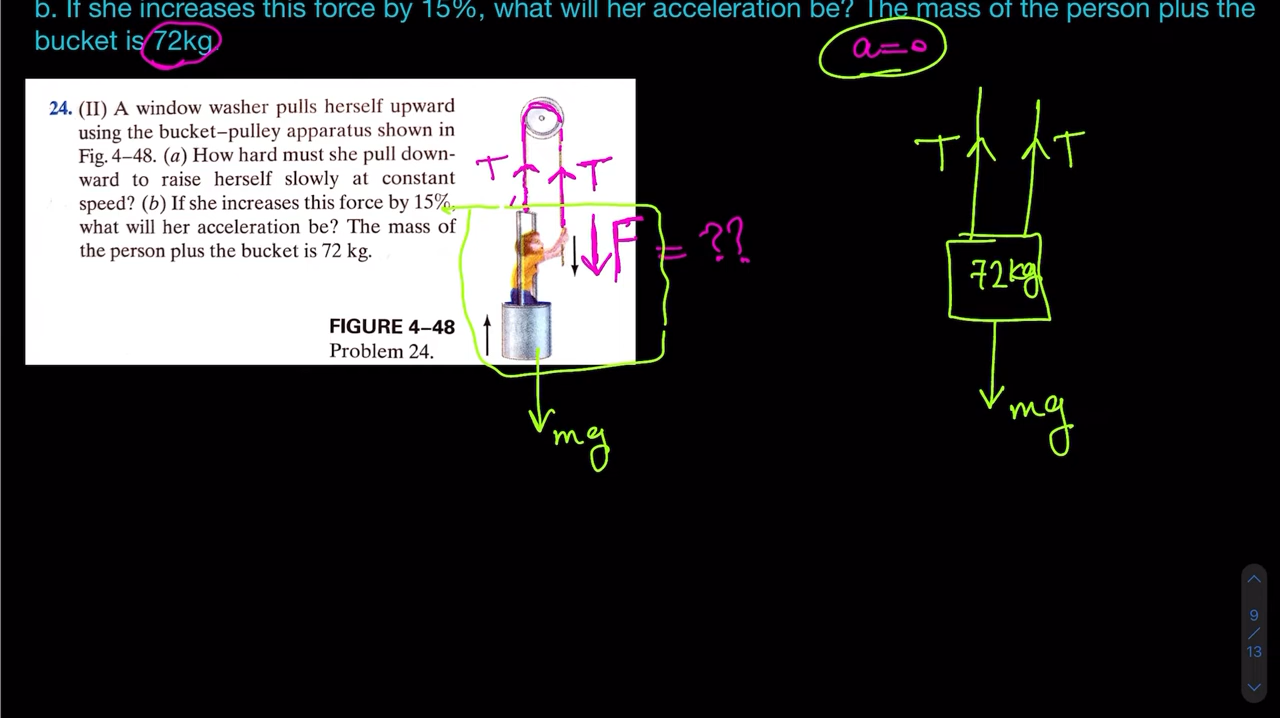 b. If she increases this force by 15%, what will her acceleration be? The mass of the person plus the
bucket is 72kg
a=0
24. (II) A window washer pulls herself upward
using the bucket–pulley apparatus shown in
Fig. 4–48. (a) How hard must she pull down-
ward to raise herself slowly at constant
speed? (b) If she increases this force by 15%,
what will her acceleration be? The mass of
the person plus the bucket is 72 kg.
FIGURE 4–48
Problem 24.
T T
F = ??
mg
T T
72kg
mg
9
/
13